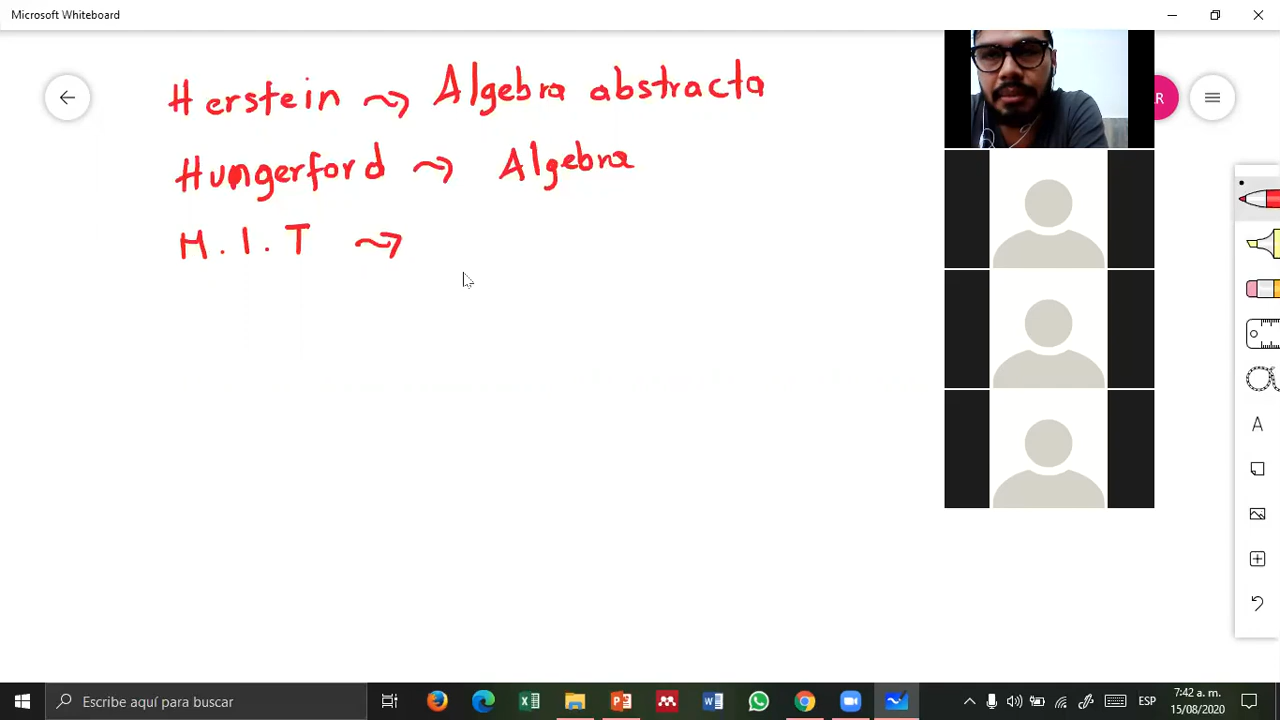 Microsoft Whiteboard
Herstein ⇝ Algebra abstracta
R
Hungerford ⇝ Algebra
M.I.T ⇝
A
Escribe aquí para buscar
ESP
7:42 a. m.
15/08/2020